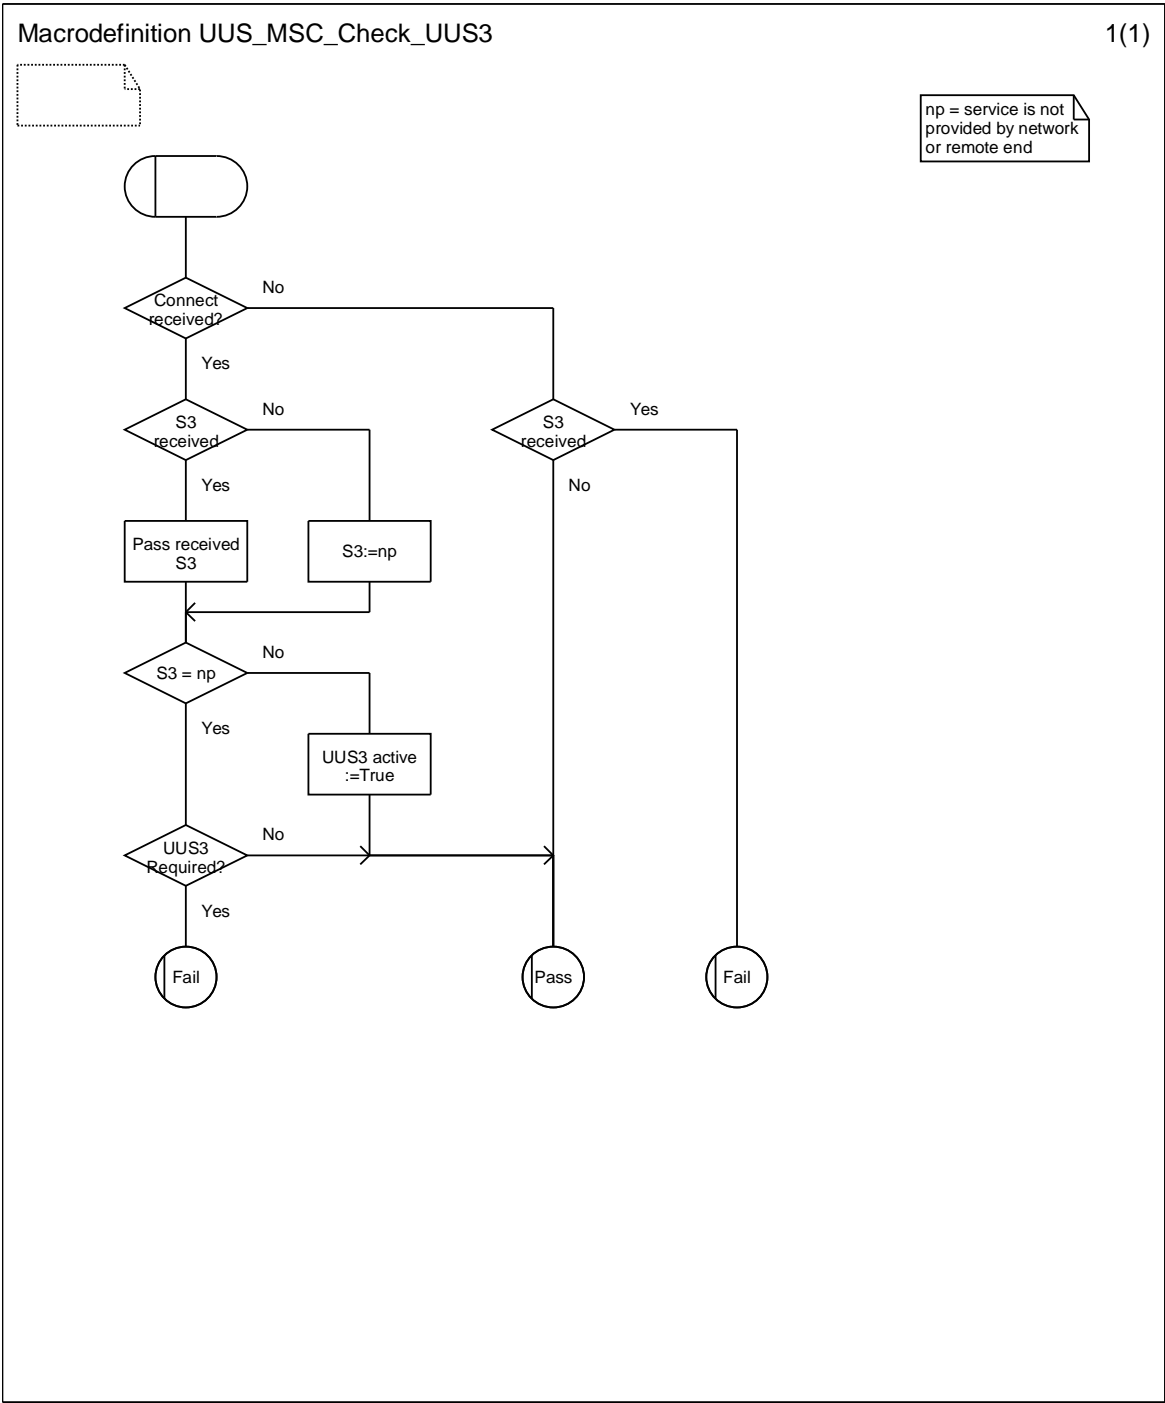 Macrodefinition UUS_MSC_Check_UUS3
1(1)
np = service is not
provided by network
or remote end
Connect
received?
No
Yes
S3
received
No
S3
received
Yes
Yes
No
Pass received
S3
S3:=np
S3 = np
No
Yes
UUS3 active
:=True
UUS3
Required?
No
Yes
Fail
Pass
Fail